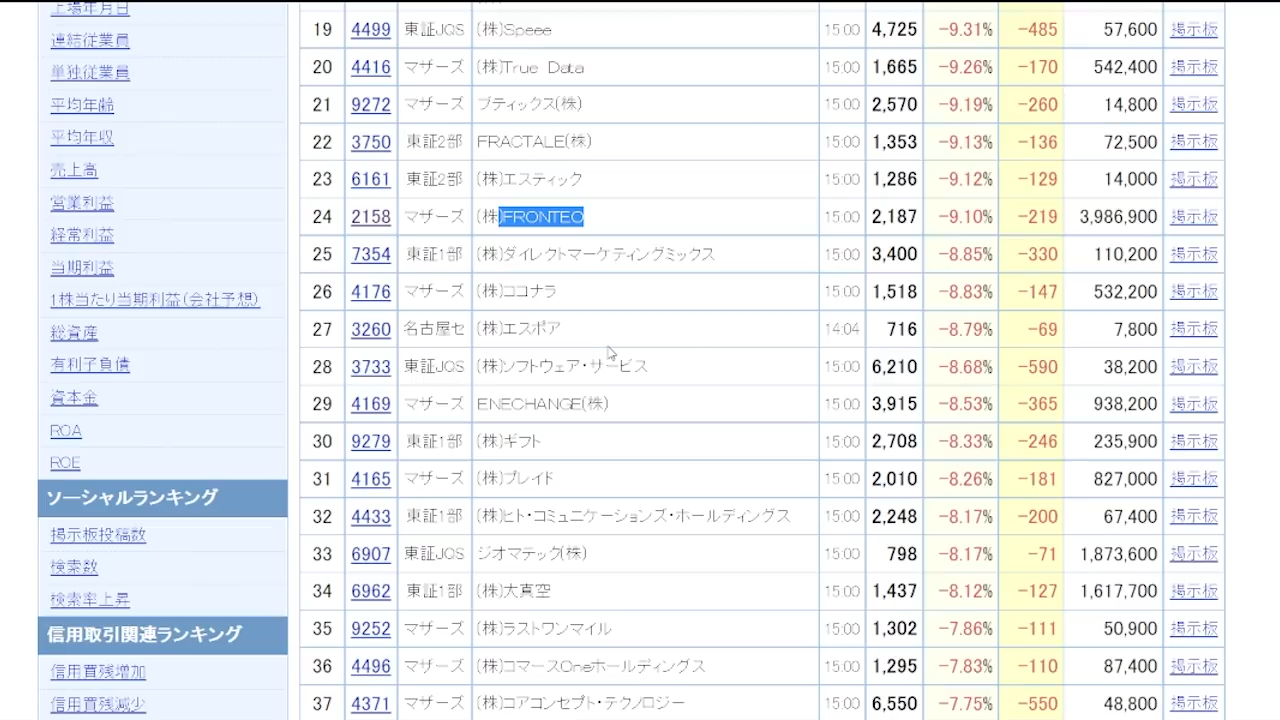 上場年月日
連結従業員
単独従業員
平均年齢
平均年収
売上高
営業利益
経常利益
当期利益
1株当たり当期利益(会社予想)
総資産
有利子負債
資本金
ROA
ROE
ソーシャルランキング
掲示板投稿数
検索数
検索率上昇
信用取引関連ランキング
信用買残増加
信用買残減少
19 4499 東証JQS (株)Speee 15:00 4,725 -9.31% -485 57,600 掲示板
20 4416 マザーズ (株)True Data 15:00 1,665 -9.26% -170 542,400 掲示板
21 9272 マザーズ ブティックス(株) 15:00 2,570 -9.19% -260 14,800 掲示板
22 3750 東証2部 FRACTALE(株) 15:00 1,353 -9.13% -136 72,500 掲示板
23 6161 東証2部 (株)エスティック 15:00 1,286 -9.12% -129 14,000 掲示板
24 2158 マザーズ (株)FRONTEO 15:00 2,187 -9.10% -219 3,986,900 掲示板
25 7354 東証1部 (株)ダイレクトマーケティングミックス 15:00 3,400 -8.85% -330 110,200 掲示板
26 4176 マザーズ (株)ココナラ 15:00 1,518 -8.83% -147 532,200 掲示板
27 3260 名古屋セ (株)エスポア 14:04 716 -8.79% -69 7,800 掲示板
28 3733 東証JQS (株)ソフトウェア・サービス 15:00 6,210 -8.68% -590 38,200 掲示板
29 4169 マザーズ ENECHANGE(株) 15:00 3,915 -8.53% -365 938,200 掲示板
30 9279 東証1部 (株)ギフト 15:00 2,708 -8.33% -246 235,900 掲示板
31 4165 マザーズ (株)プレイド 15:00 2,010 -8.26% -181 827,000 掲示板
32 4433 東証1部 (株)ヒト・コミュニケーションズ・ホールディングス 15:00 2,248 -8.17% -200 67,400 掲示板
33 6907 東証JQS ジオマテック(株) 15:00 798 -8.17% -71 1,873,600 掲示板
34 6962 東証1部 (株)大真空 15:00 1,437 -8.12% -127 1,617,700 掲示板
35 9252 マザーズ (株)ラストワンマイル 15:00 1,302 -7.86% -111 50,900 掲示板
36 4496 マザーズ (株)コマースOneホールディングス 15:00 1,295 -7.83% -110 87,400 掲示板
37 4371 マザーズ (株)コアコンセプト・テクノロジー 15:00 6,550 -7.75% -550 48,800 掲示板